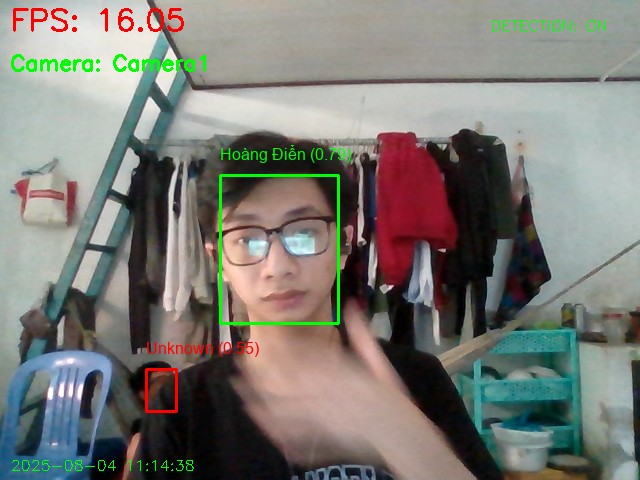 FPS: 16.05
DETECTION: ON
Camera: Camera1
Hoàng Điển (0.79)
Unknown (0.55)
2025-08-04 11:14:38